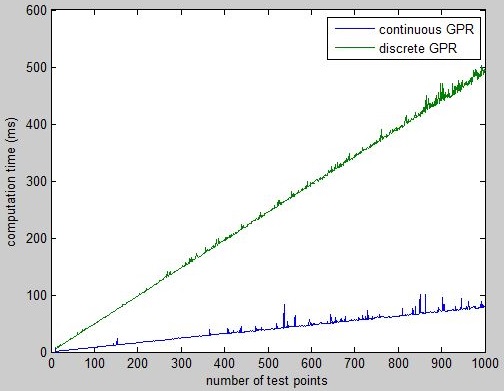 600
500
400
300
200
100
0
computation time (ms)
continuous GPR
discrete GPR
0 100 200 300 400 500 600 700 800 900 1000
number of test points